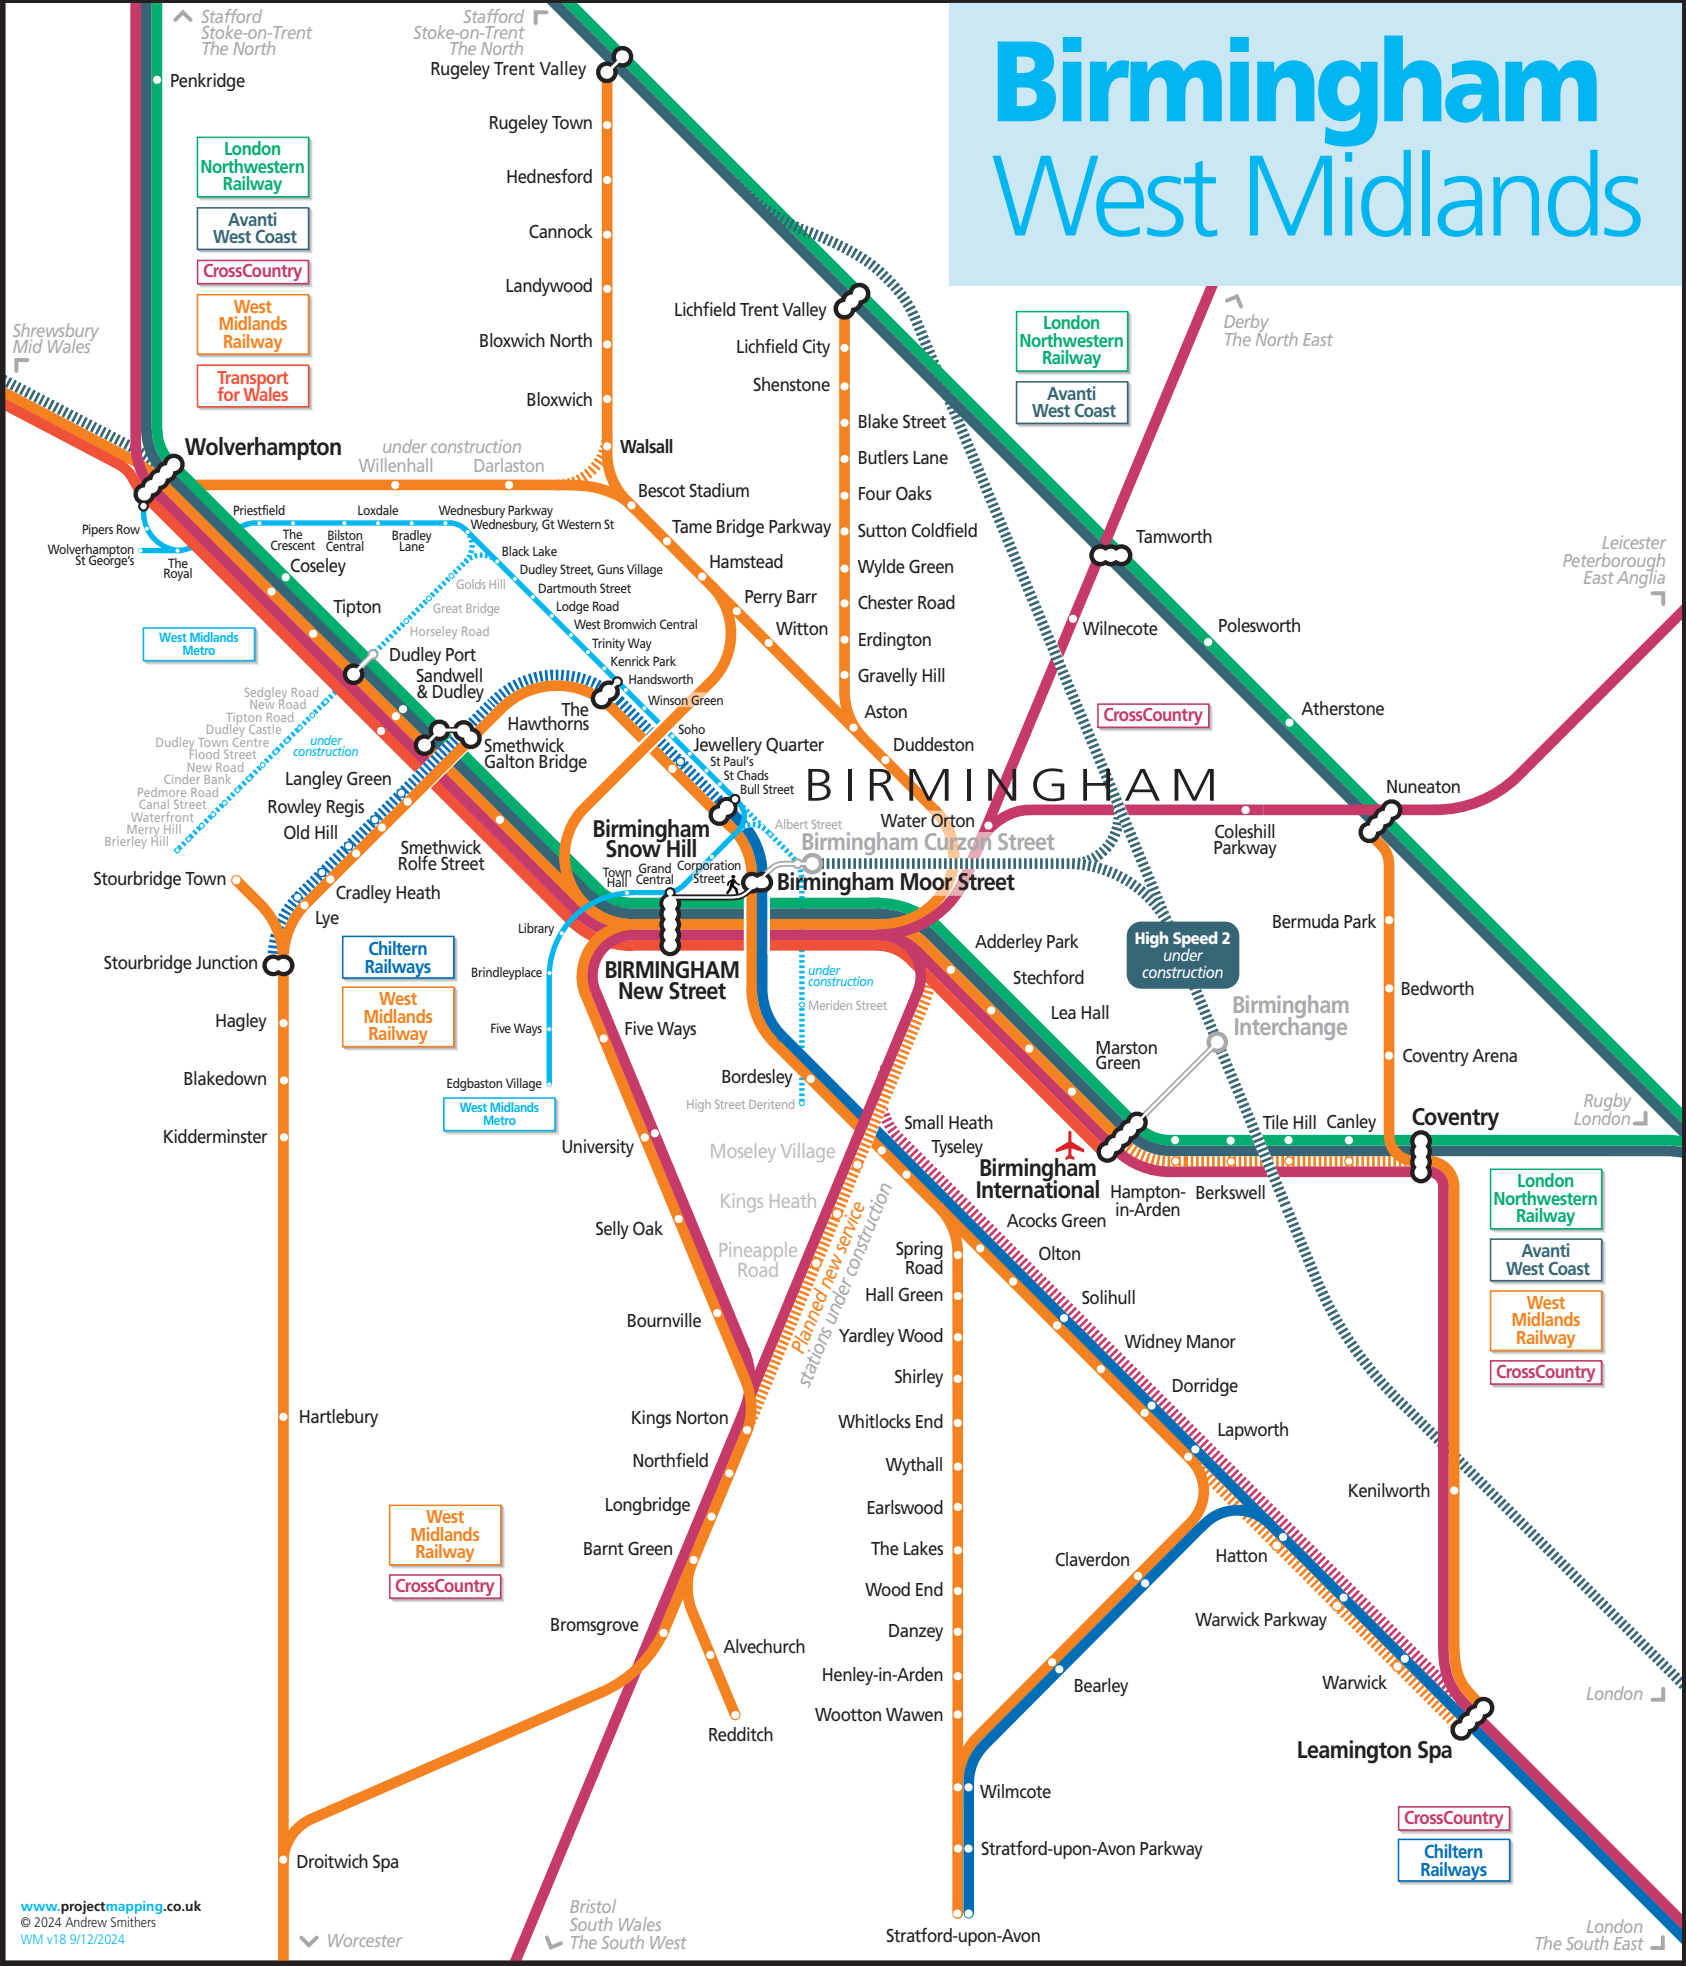 Birmingham
West Midlands
Stafford
Stoke-on-Trent
The North
Stafford
Stoke-on-Trent
The North
Penkridge
London
Northwestern
Railway
Avanti
West Coast
CrossCountry
West
Midlands
Railway
Transport
for Wales
Shrewsbury
Mid Wales
Rugeley Trent Valley
Rugeley Town
Hednesford
Cannock
Landywood
Bloxwich North
Bloxwich
Walsall
Wolverhampton
under construction
Willenhall
Darlaston
Bescot Stadium
Tame Bridge Parkway
Hamstead
Perry Barr
Witton
Lichfield Trent Valley
Lichfield City
Shenstone
Blake Street
Butlers Lane
Four Oaks
Sutton Coldfield
Wylde Green
Chester Road
Erdington
Gravelly Hill
Aston
Duddeston
London
Northwestern
Railway
Avanti
West Coast
Derby
The North East
Tamworth
Wilnecote
Polesworth
Atherstone
Nuneaton
Leicester
Peterborough
East Anglia
CrossCountry
Water Orton
Coleshill
Parkway
Pipers Row
Wolverhampton
St George's
The
Royal
Priestfield
The
Crescent
Bilston
Central
Loxdale
Bradley
Lane
Wednesbury Parkway
Wednesbury, Gt Western St
Black Lake
Dudley Street, Guns Village
Dartmouth Street
Lodge Road
West Bromwich Central
Trinity Way
Kenrick Park
Handsworth
Winson Green
Soho
Jewellery Quarter
St Paul's
St Chads
Bull Street
Albert Street
Golds Hill
Great Bridge
Horseley Road
West Midlands
Metro
Coseley
Tipton
Dudley Port
Sandwell
& Dudley
The
Hawthorns
Smethwick
Galton Bridge
Sedgley Road
New Road
Tipton Road
Dudley Castle
Dudley Town Centre
Flood Street
New Road
Cinder Bank
Pedmore Road
Canal Street
Waterfront
Merry Hill
Brierley Hill
under
construction
Langley Green
Rowley Regis
Old Hill
Cradley Heath
Lye
Stourbridge Town
Stourbridge Junction
Smethwick
Rolfe Street
BIRMINGHAM
Birmingham
Snow Hill
Birmingham Curzon Street
Birmingham Moor Street
Town
Hall
Grand
Central
Corporation
Street
Library
Brindleyplace
Five Ways
Edgbaston Village
West Midlands
Metro
BIRMINGHAM
New Street
under
construction
Meriden Street
High Street Deritend
Chiltern
Railways
West
Midlands
Railway
Hagley
Blakedown
Kidderminster
Hartlebury
Droitwich Spa
Worcester
Five Ways
University
Selly Oak
Bournville
Kings Norton
Northfield
Longbridge
Barnt Green
Bromsgrove
Alvechurch
Redditch
West
Midlands
Railway
CrossCountry
Moseley Village
Kings Heath
Pineapple
Road
Planned new service
stations under construction
Bordesley
Small Heath
Tyseley
Adderley Park
Stechford
Lea Hall
Marston
Green
High Speed 2
under
construction
Birmingham
Interchange
Birmingham
International
Hampton-
in-Arden
Berkswell
Tile Hill
Canley
Coventry
Bermuda Park
Bedworth
Coventry Arena
Rugby
London
London
Northwestern
Railway
Avanti
West Coast
West
Midlands
Railway
CrossCountry
Kenilworth
Acocks Green
Olton
Solihull
Widney Manor
Dorridge
Lapworth
Hatton
Warwick Parkway
Warwick
Leamington Spa
London
Spring
Road
Hall Green
Yardley Wood
Shirley
Whitlocks End
Wythall
Earlswood
The Lakes
Wood End
Danzey
Henley-in-Arden
Wootton Wawen
Claverdon
Bearley
Wilmcote
Stratford-upon-Avon Parkway
Stratford-upon-Avon
CrossCountry
Chiltern
Railways
London
The South East
Bristol
South Wales
The South West
www.projectmapping.co.uk
© 2024 Andrew Smithers
WM v18 9/12/2024